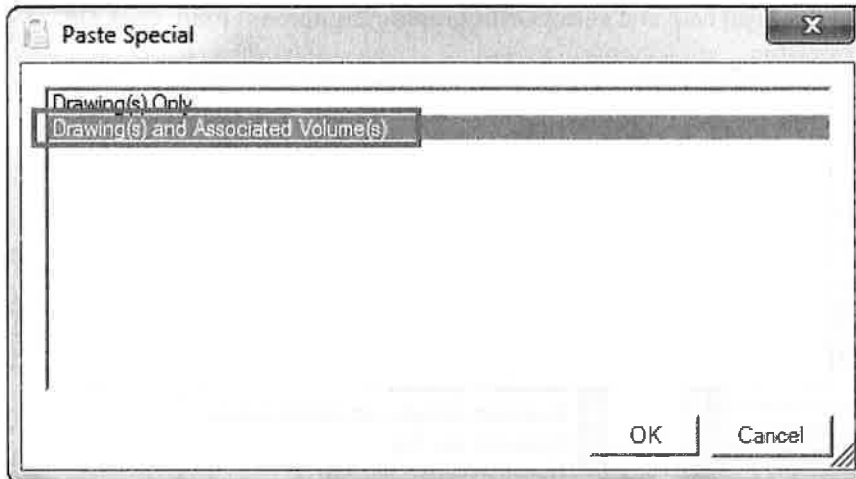 Paste Special
X
Drawing(s) Only
Drawing(s) and Associated Volume(s)
OK
Cancel